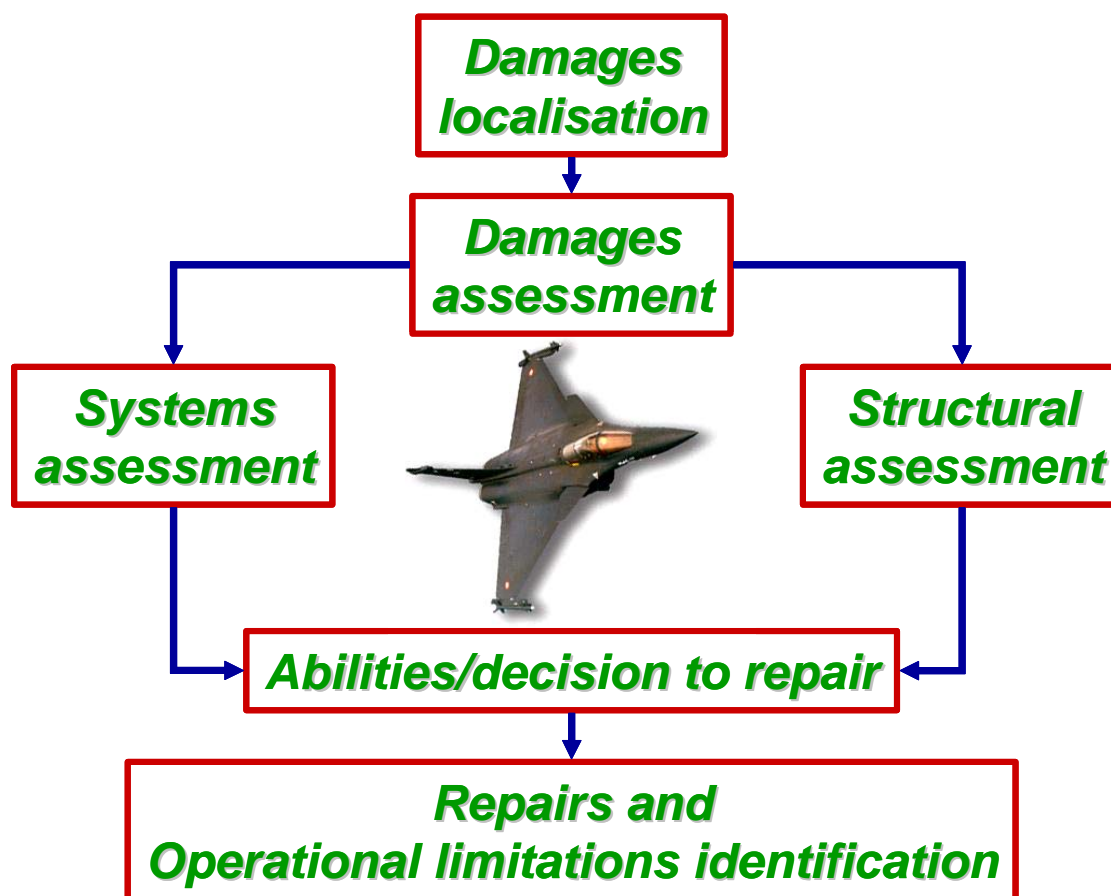 Damages
localisation
Damages
assessment
Systems
assessment
Structural
assessment
Abilities/decision to repair
Repairs and
Operational limitations identification